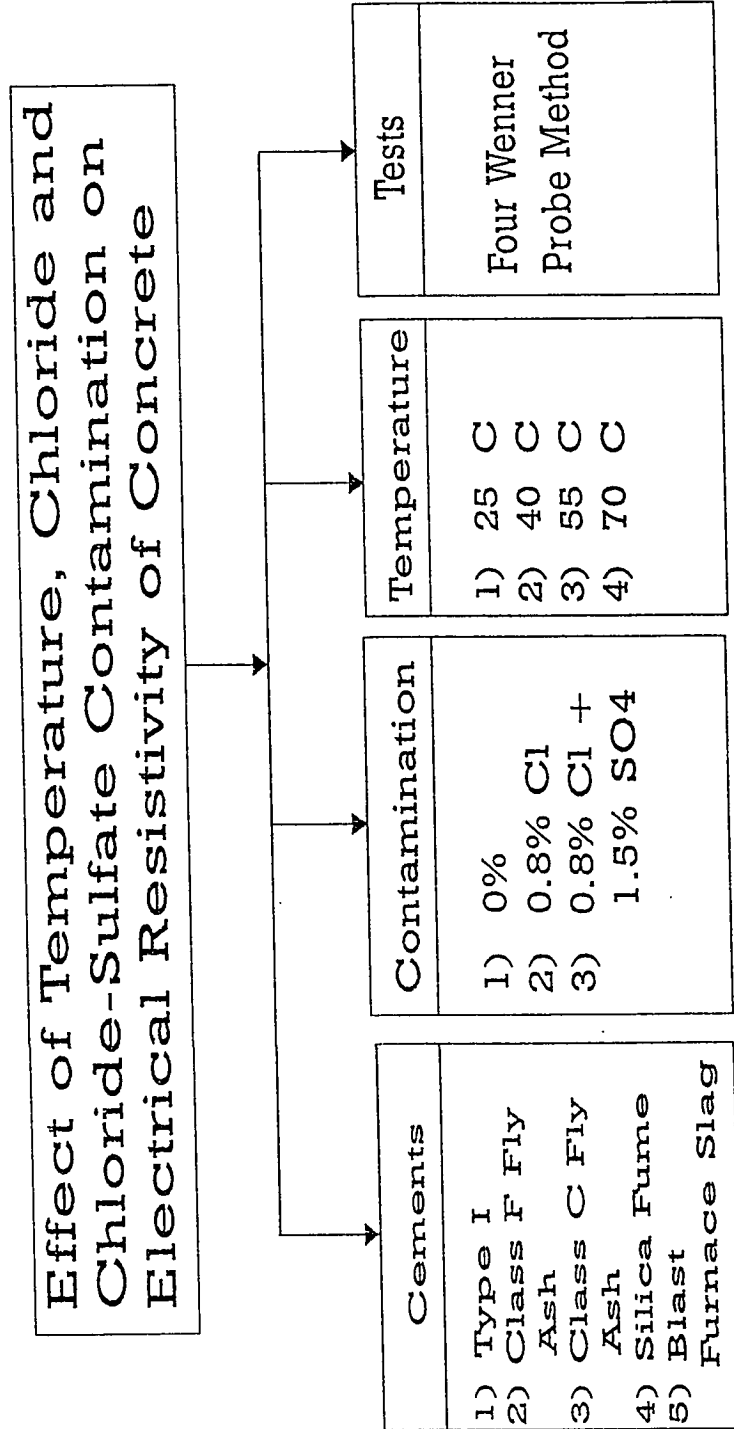 Effect of Temperature, Chloride and
Chloride-Sulfate Contamination on
Electrical Resistivity of Concrete
Cements
1) Type I
2) Class F Fly
Ash
3) Class C Fly
Ash
4) Silica Fume
5) Blast
Furnace Slag
Contamination
1) 0%
2) 0.8% Cl
3) 0.8% Cl +
1.5% SO4
Temperature
1) 25 C
2) 40 C
3) 55 C
4) 70 C
Tests
Four Wenner
Probe Method